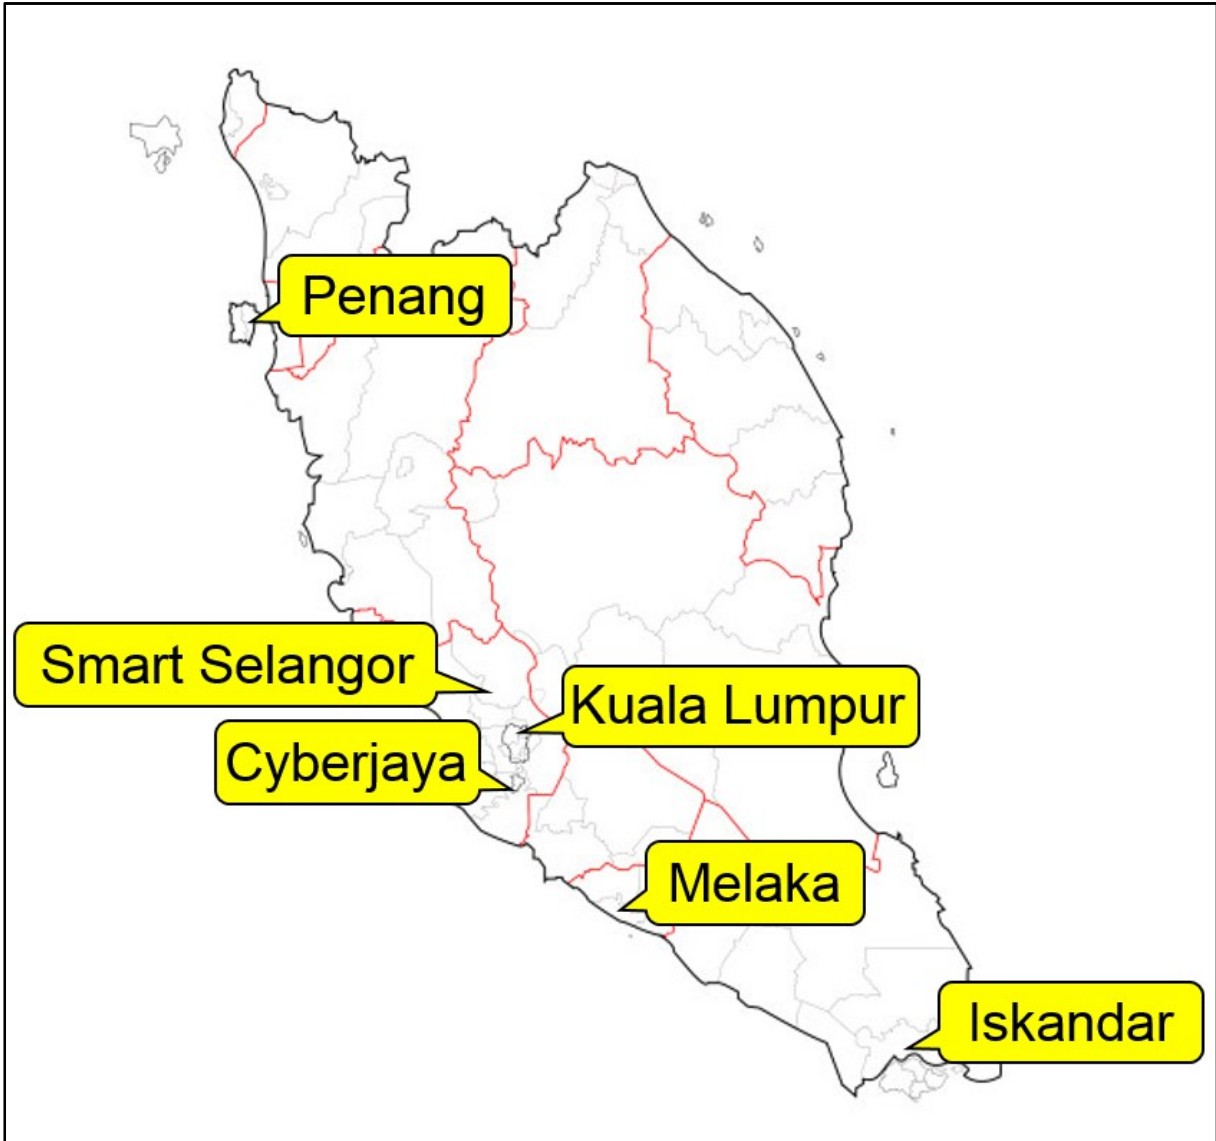 Penang
Smart Selangor
Kuala Lumpur
Cyberjaya
Melaka
Iskandar